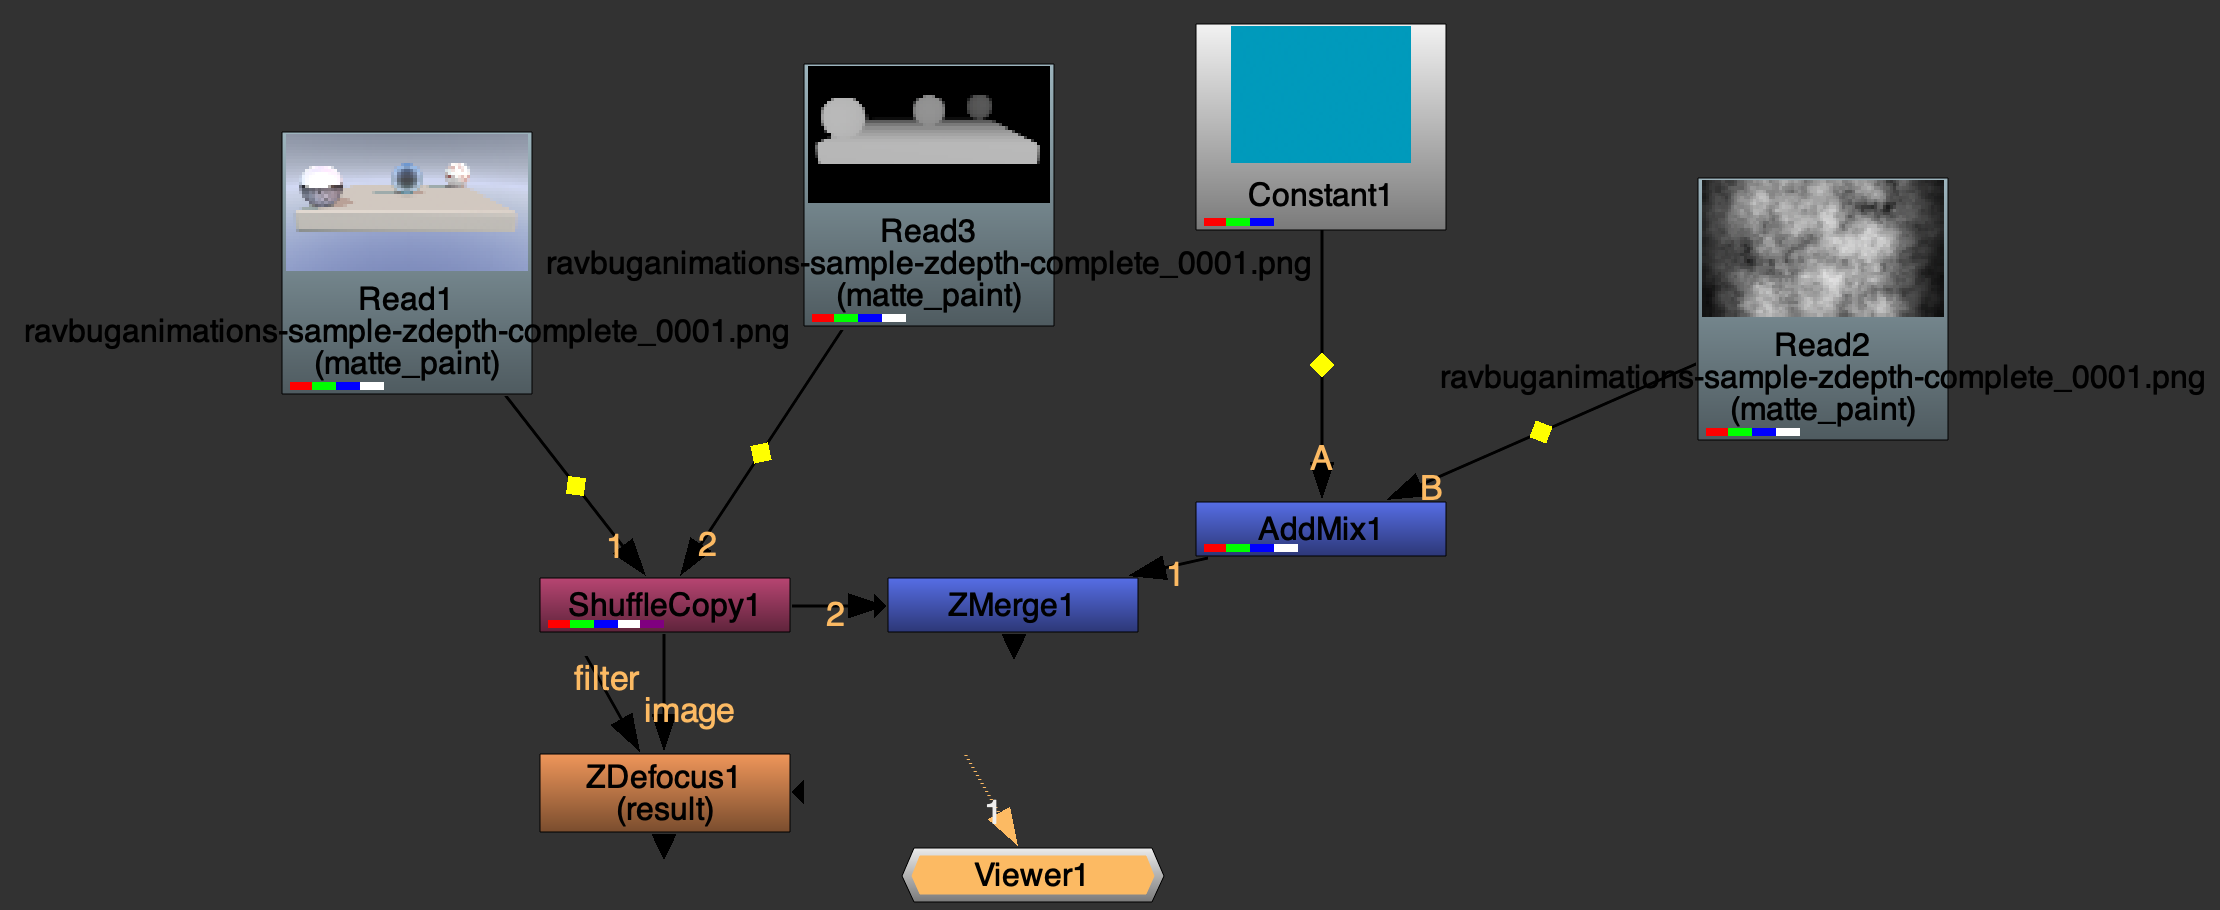 Constant1
Read3
ravbuganimations-sample-zdepth-complete_0001.png
(matte_paint)
Read1
ravbuganimations-sample-zdepth-complete_0001.png
(matte_paint)
Read2
ravbuganimations-sample-zdepth-complete_0001.png
(matte_paint)
A
B
AddMix1
1
2
1
ShuffleCopy1
2
ZMerge1
filter
image
ZDefocus1
(result)
1
Viewer1